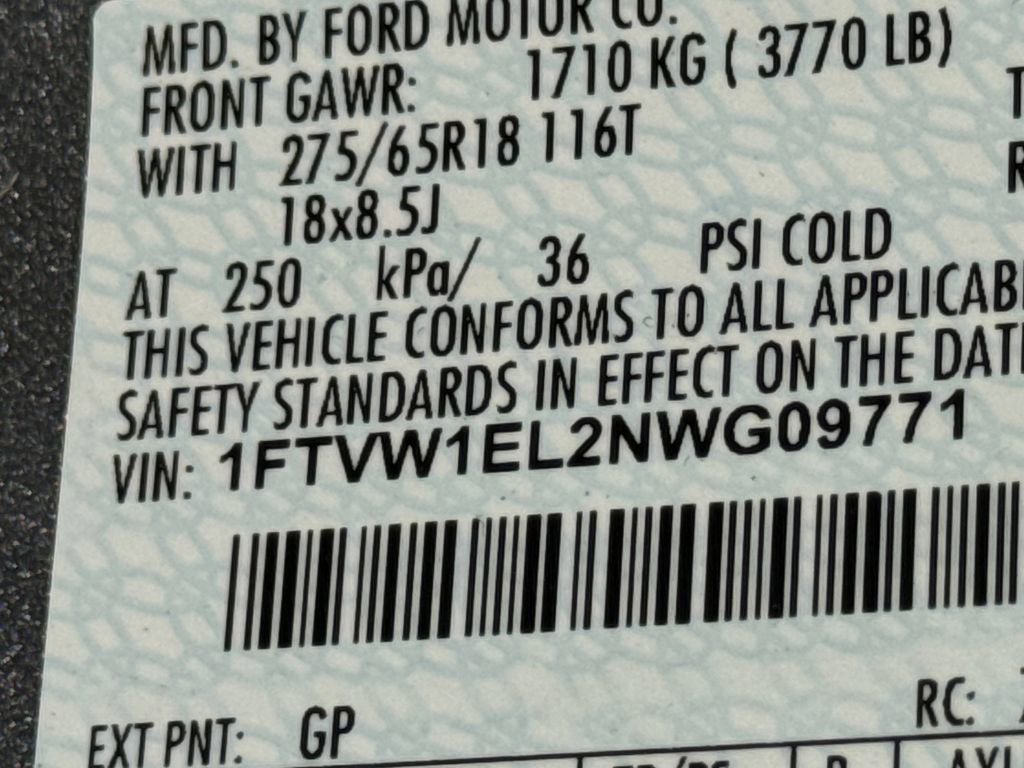 MFD. BY FORD MOTOR CO.
FRONT GAWR: 1710 KG ( 3770 LB)
WITH 275/65R18 116T
18x8.5J
AT 250 kPa/ 36 PSI COLD
THIS VEHICLE CONFORMS TO ALL APPLICAB
SAFETY STANDARDS IN EFFECT ON THE DAT
VIN: 1FTVW1EL2NWG09771
RC:
EXT PNT: GP